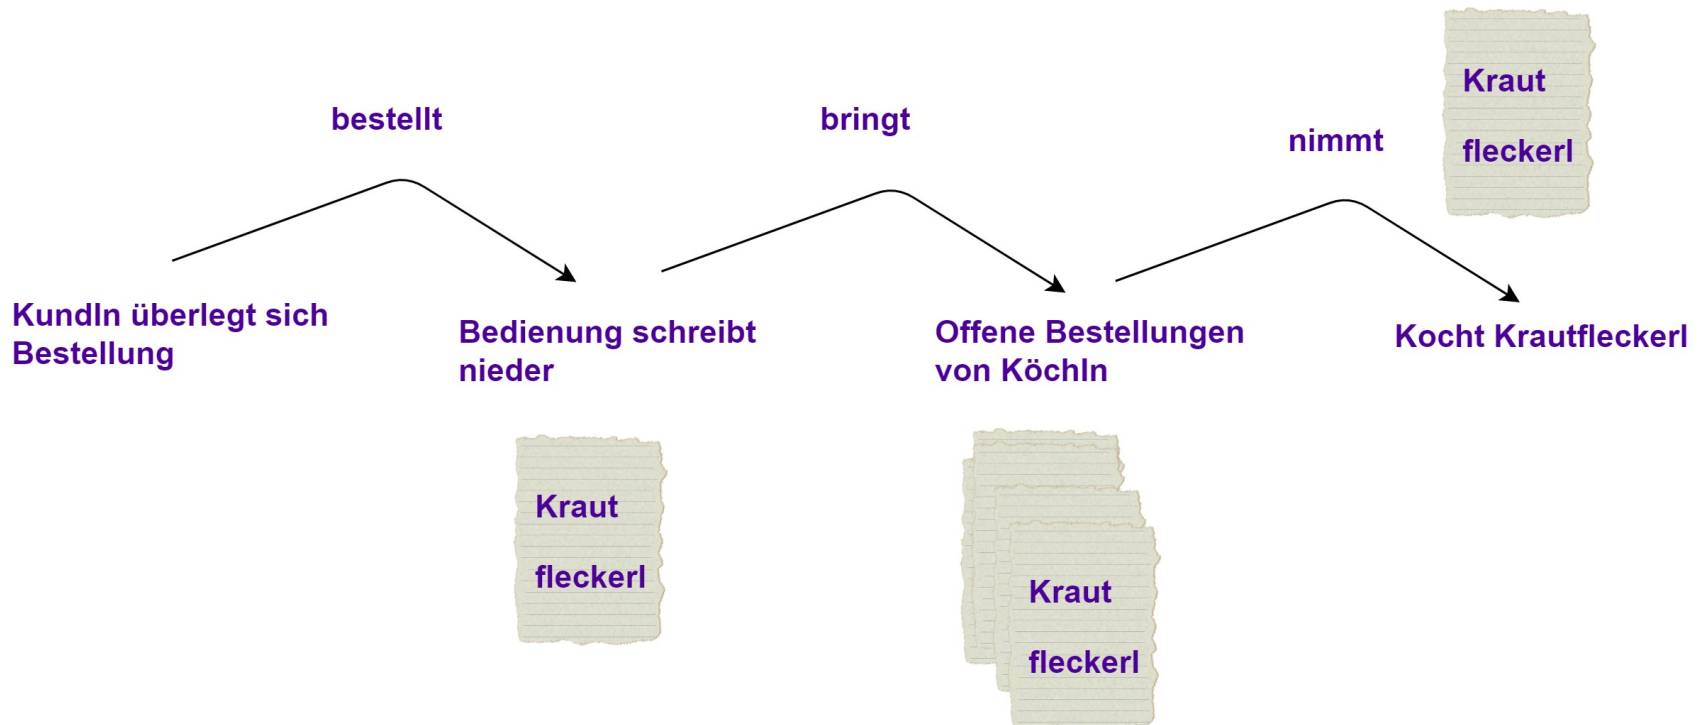 bestellt
bringt
nimmt
Kraut
fleckerl
KundIn überlegt sich
Bestellung
Bedienung schreibt
nieder
Offene Bestellungen
von KöchIn
Kocht Krautfleckerl
Kraut
fleckerl
Kraut
fleckerl